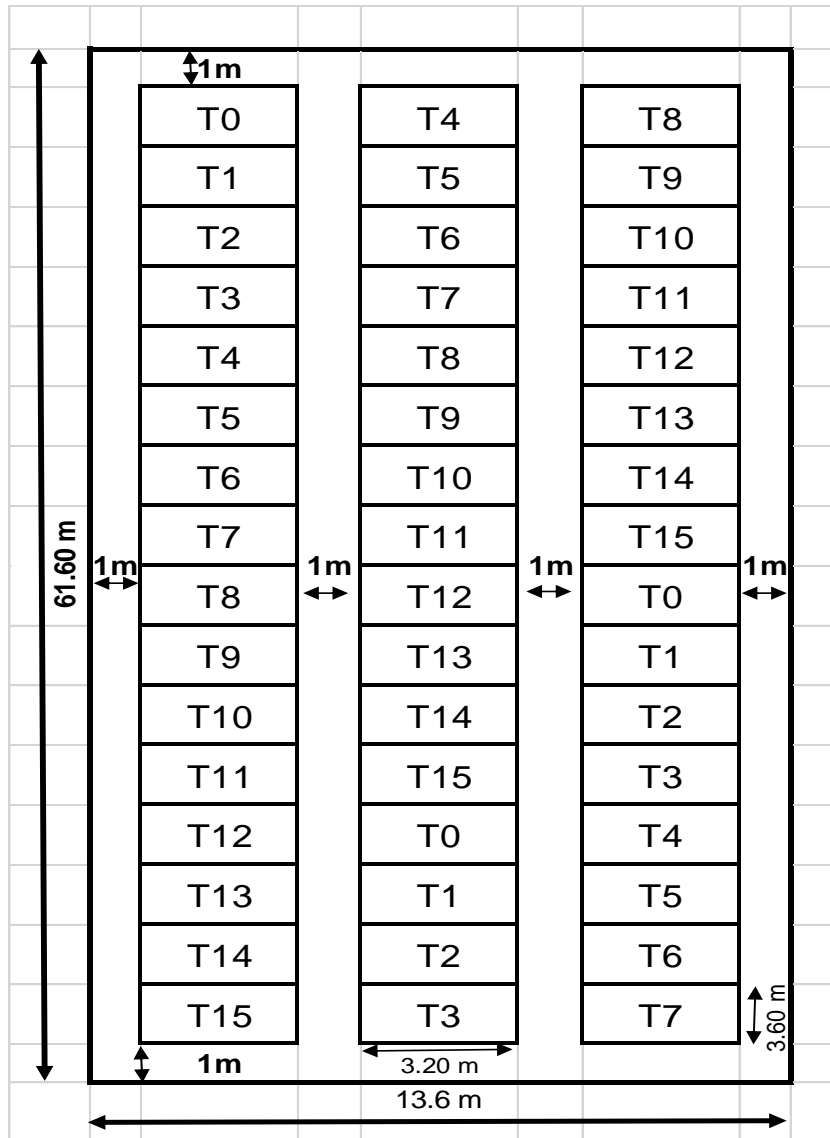 1m
T0 T4 T8
T1 T5 T9
T2 T6 T10
T3 T7 T11
T4 T8 T12
T5 T9 T13
T6 T10 T14
T7 T11 T15
61.60 m
1m 1m 1m 1m
T8 T12 T0
T9 T13 T1
T10 T14 T2
T11 T15 T3
T12 T0 T4
T13 T1 T5
T14 T2 T6
T15 T3 T7
3.60 m
1m
3.20 m
13.6 m